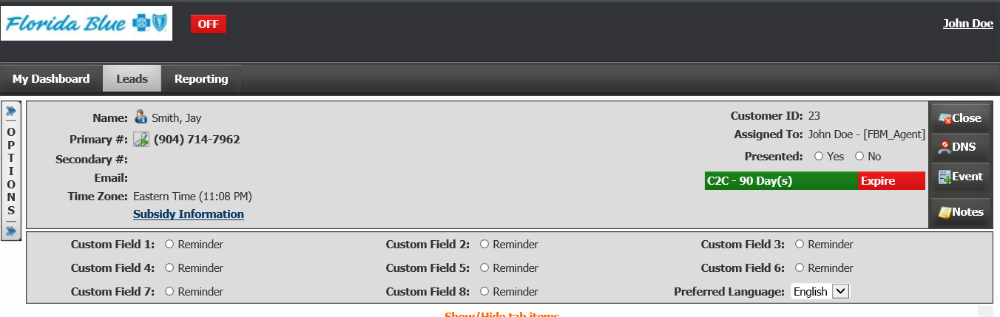 Florida Blue
OFF
John Doe
My Dashboard Leads Reporting
OPTIONS
Name: Smith, Jay
Primary #: (904) 714-7962
Secondary #:
Email:
Time Zone: Eastern Time (11:08 PM)
Subsidy Information
Customer ID: 23
Assigned To: John Doe - [FBM_Agent]
Presented: Yes No
C2C - 90 Day(s) Expire
Close
DNS
Event
Notes
Custom Field 1: Reminder Custom Field 2: Reminder Custom Field 3: Reminder
Custom Field 4: Reminder Custom Field 5: Reminder Custom Field 6: Reminder
Custom Field 7: Reminder Custom Field 8: Reminder Preferred Language: English
Show/Hide tab items